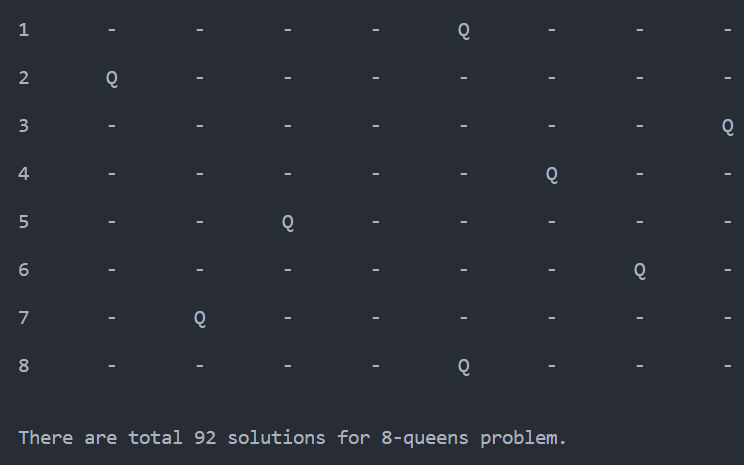 1 - - - - Q - - -
2 Q - - - - - - -
3 - - - - - - - Q
4 - - - - - Q - -
5 - - Q - - - - -
6 - - - - - - Q -
7 - Q - - - - - -
8 - - - - Q - - -
There are total 92 solutions for 8-queens problem.